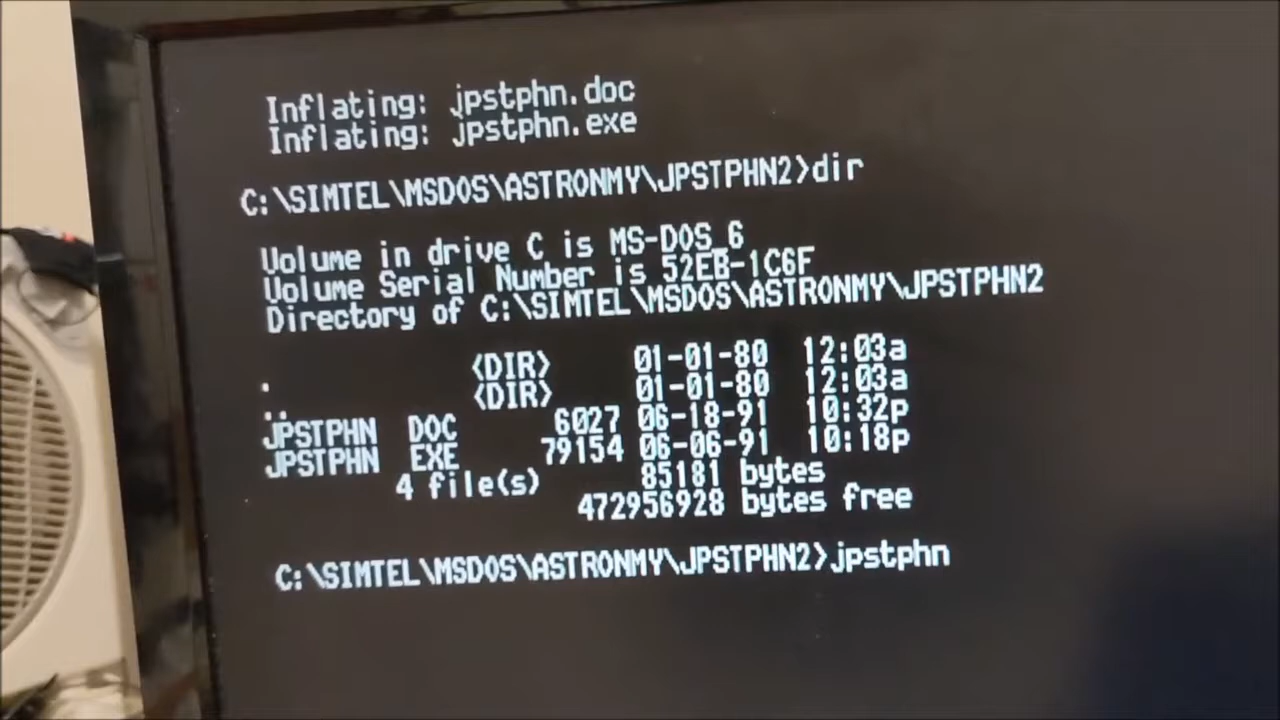 Inflating: jpstphn.doc
Inflating: jpstphn.exe
C:\SIMTEL\MSDOS\ASTRONMY\JPSTPHN2>dir
Volume in drive C is MS-DOS_6
Volume Serial Number is 52EB-1C6F
Directory of C:\SIMTEL\MSDOS\ASTRONMY\JPSTPHN2
. <DIR> 01-01-80 12:03a
.. <DIR> 01-01-80 12:03a
JPSTPHN DOC 6027 06-18-91 10:32p
JPSTPHN EXE 79154 06-06-91 10:18p
4 file(s) 85181 bytes
472956928 bytes free
C:\SIMTEL\MSDOS\ASTRONMY\JPSTPHN2>jpstphn